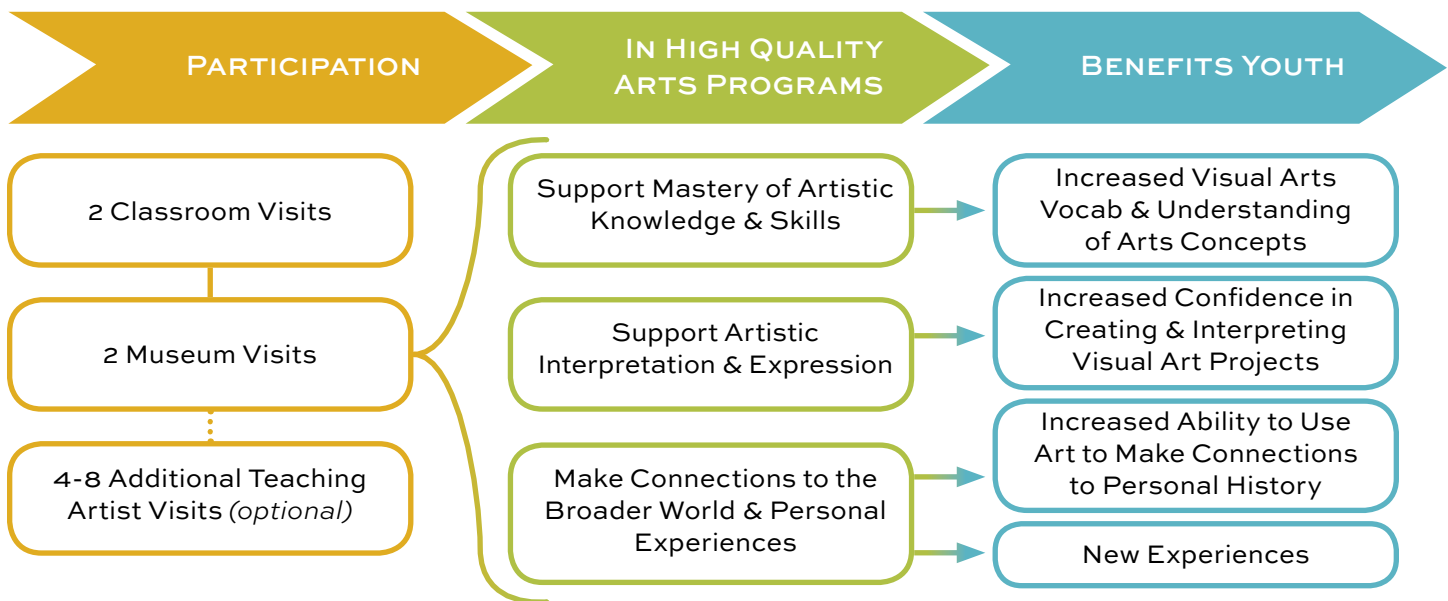 PARTICIPATION
IN HIGH QUALITY
ARTS PROGRAMS
BENEFITS YOUTH
2 Classroom Visits
2 Museum Visits
4-8 Additional Teaching
Artist Visits (optional)
Support Mastery of Artistic
Knowledge & Skills
Support Artistic
Interpretation & Expression
Make Connections to the
Broader World & Personal
Experiences
Increased Visual Arts
Vocab & Understanding
of Arts Concepts
Increased Confidence in
Creating & Interpreting
Visual Art Projects
Increased Ability to Use
Art to Make Connections
to Personal History
New Experiences